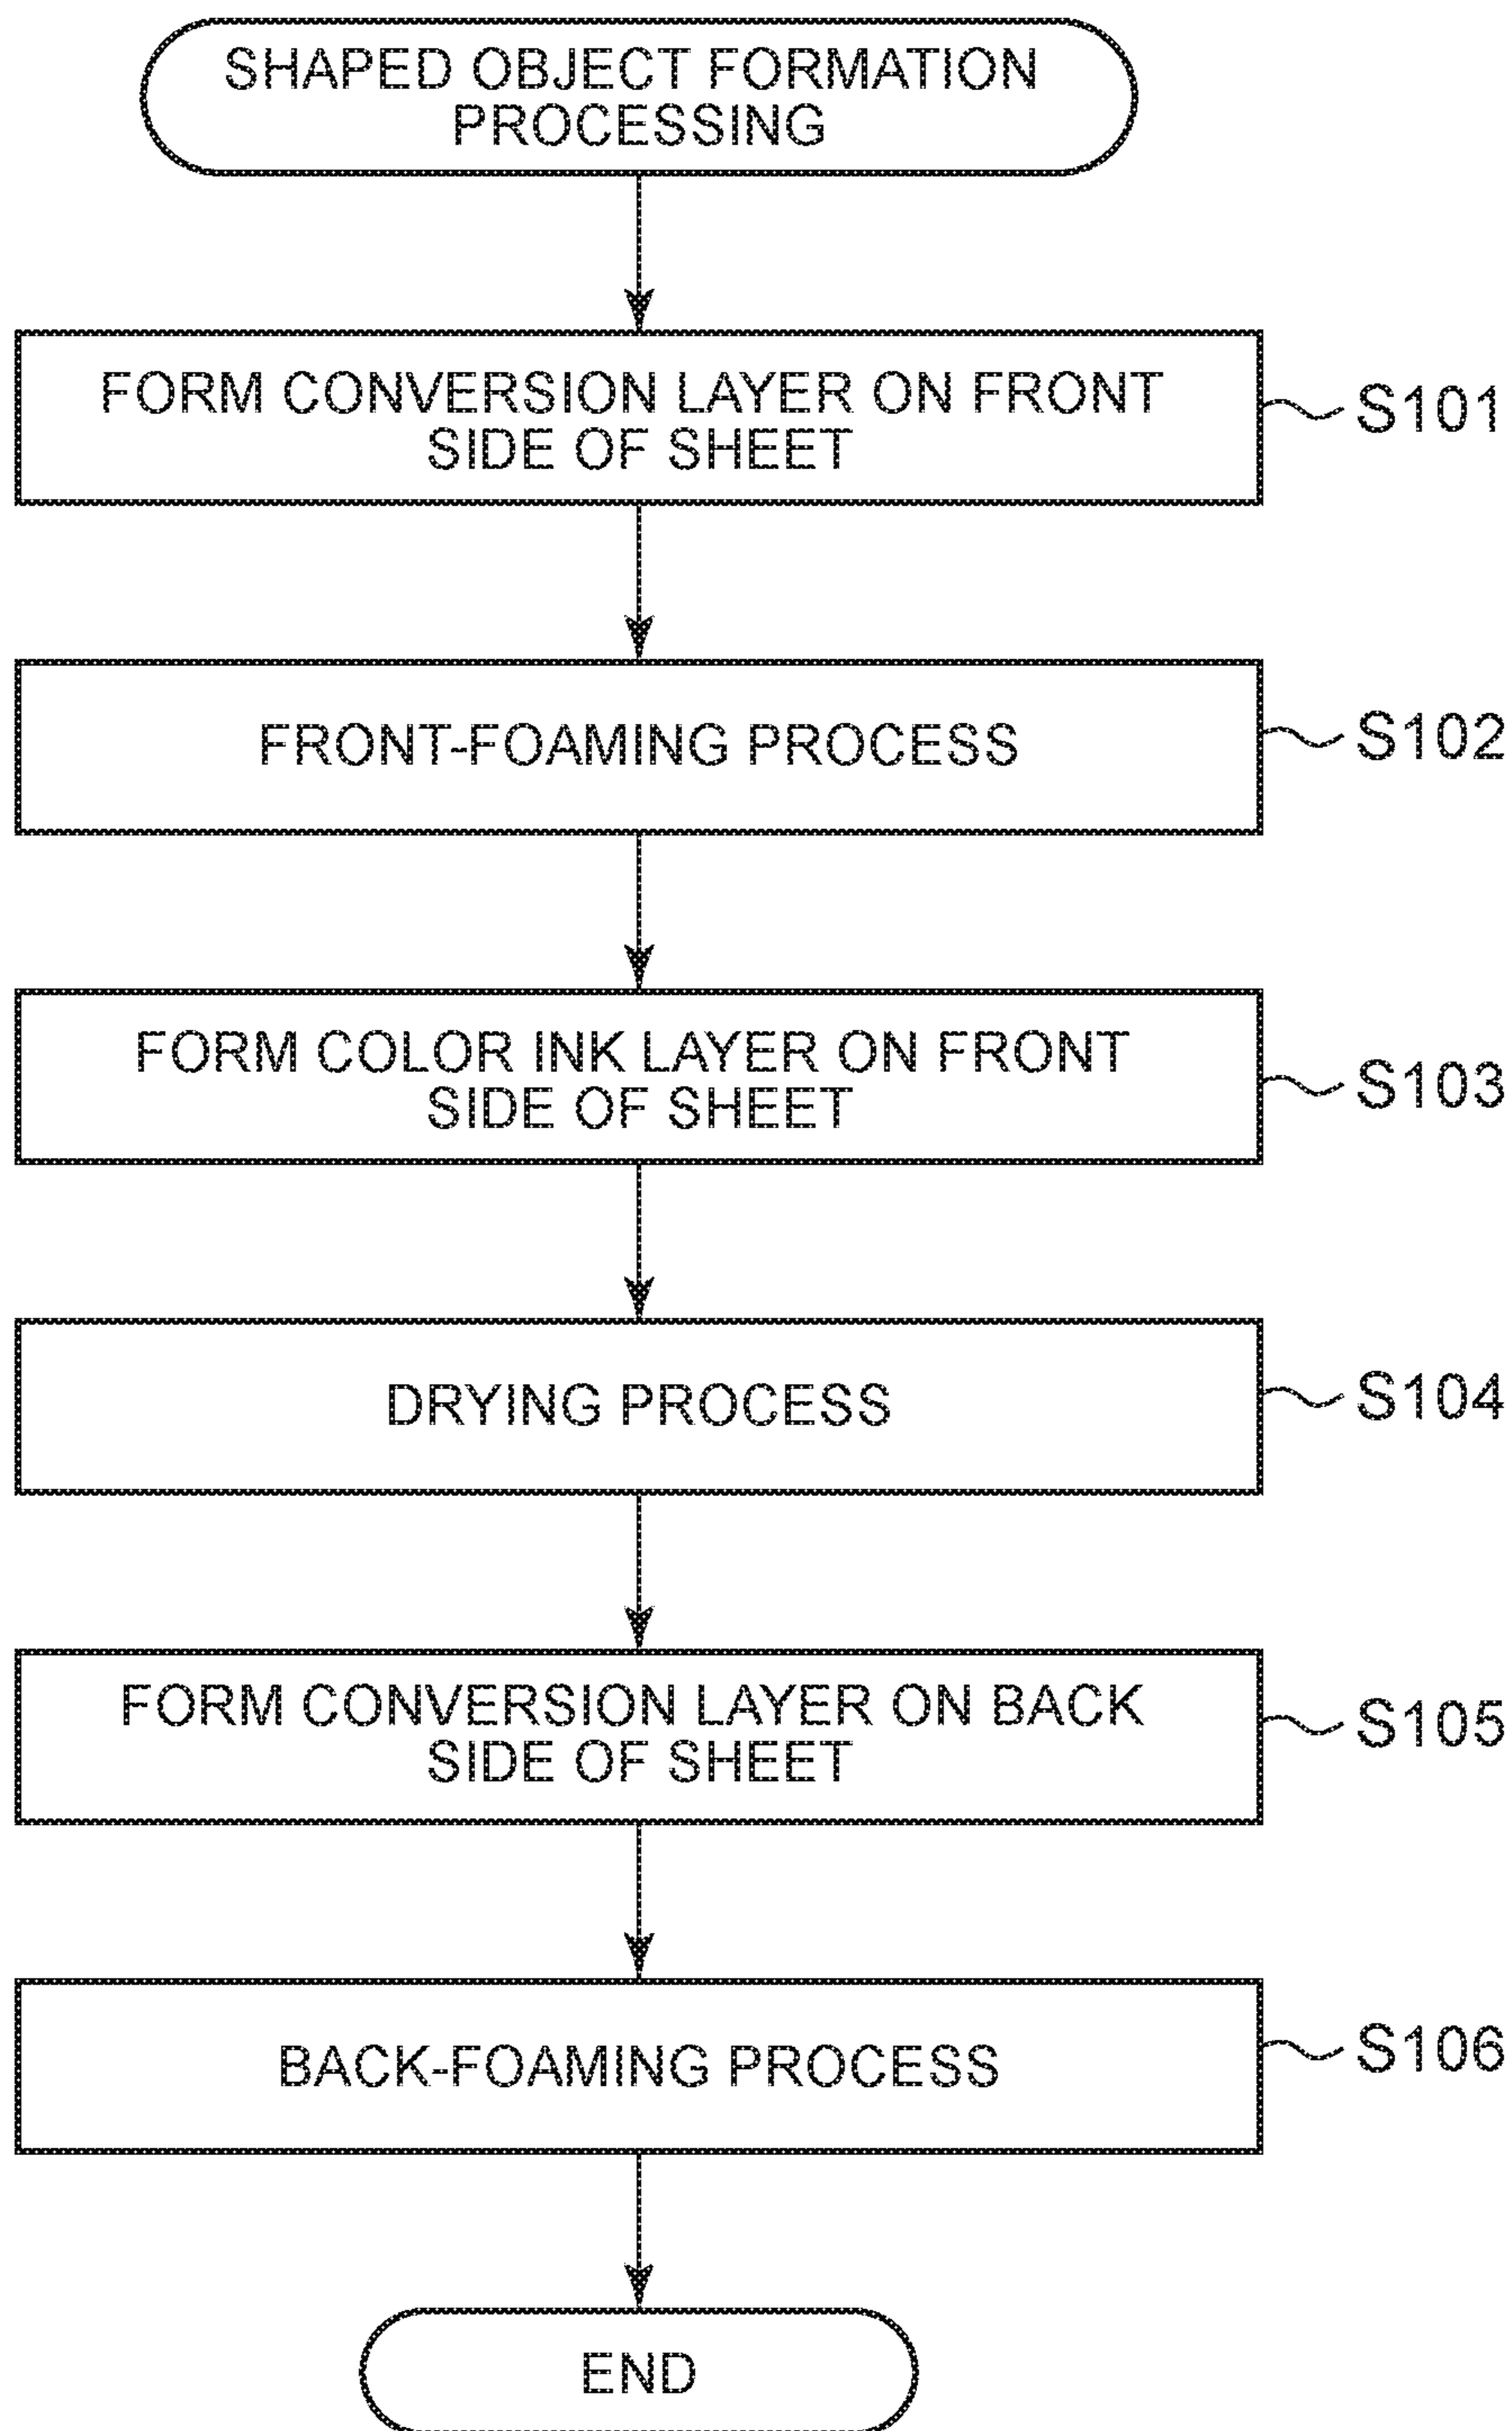 SHAPED OBJECT FORMATION
PROCESSING
FORM CONVERSION LAYER ON FRONT
SIDE OF SHEET
S101
FRONT-FOAMING PROCESS
S102
FORM COLOR INK LAYER ON FRONT
SIDE OF SHEET
S103
DRYING PROCESS
S104
FORM CONVERSION LAYER ON BACK
SIDE OF SHEET
S105
BACK-FOAMING PROCESS
S106
END